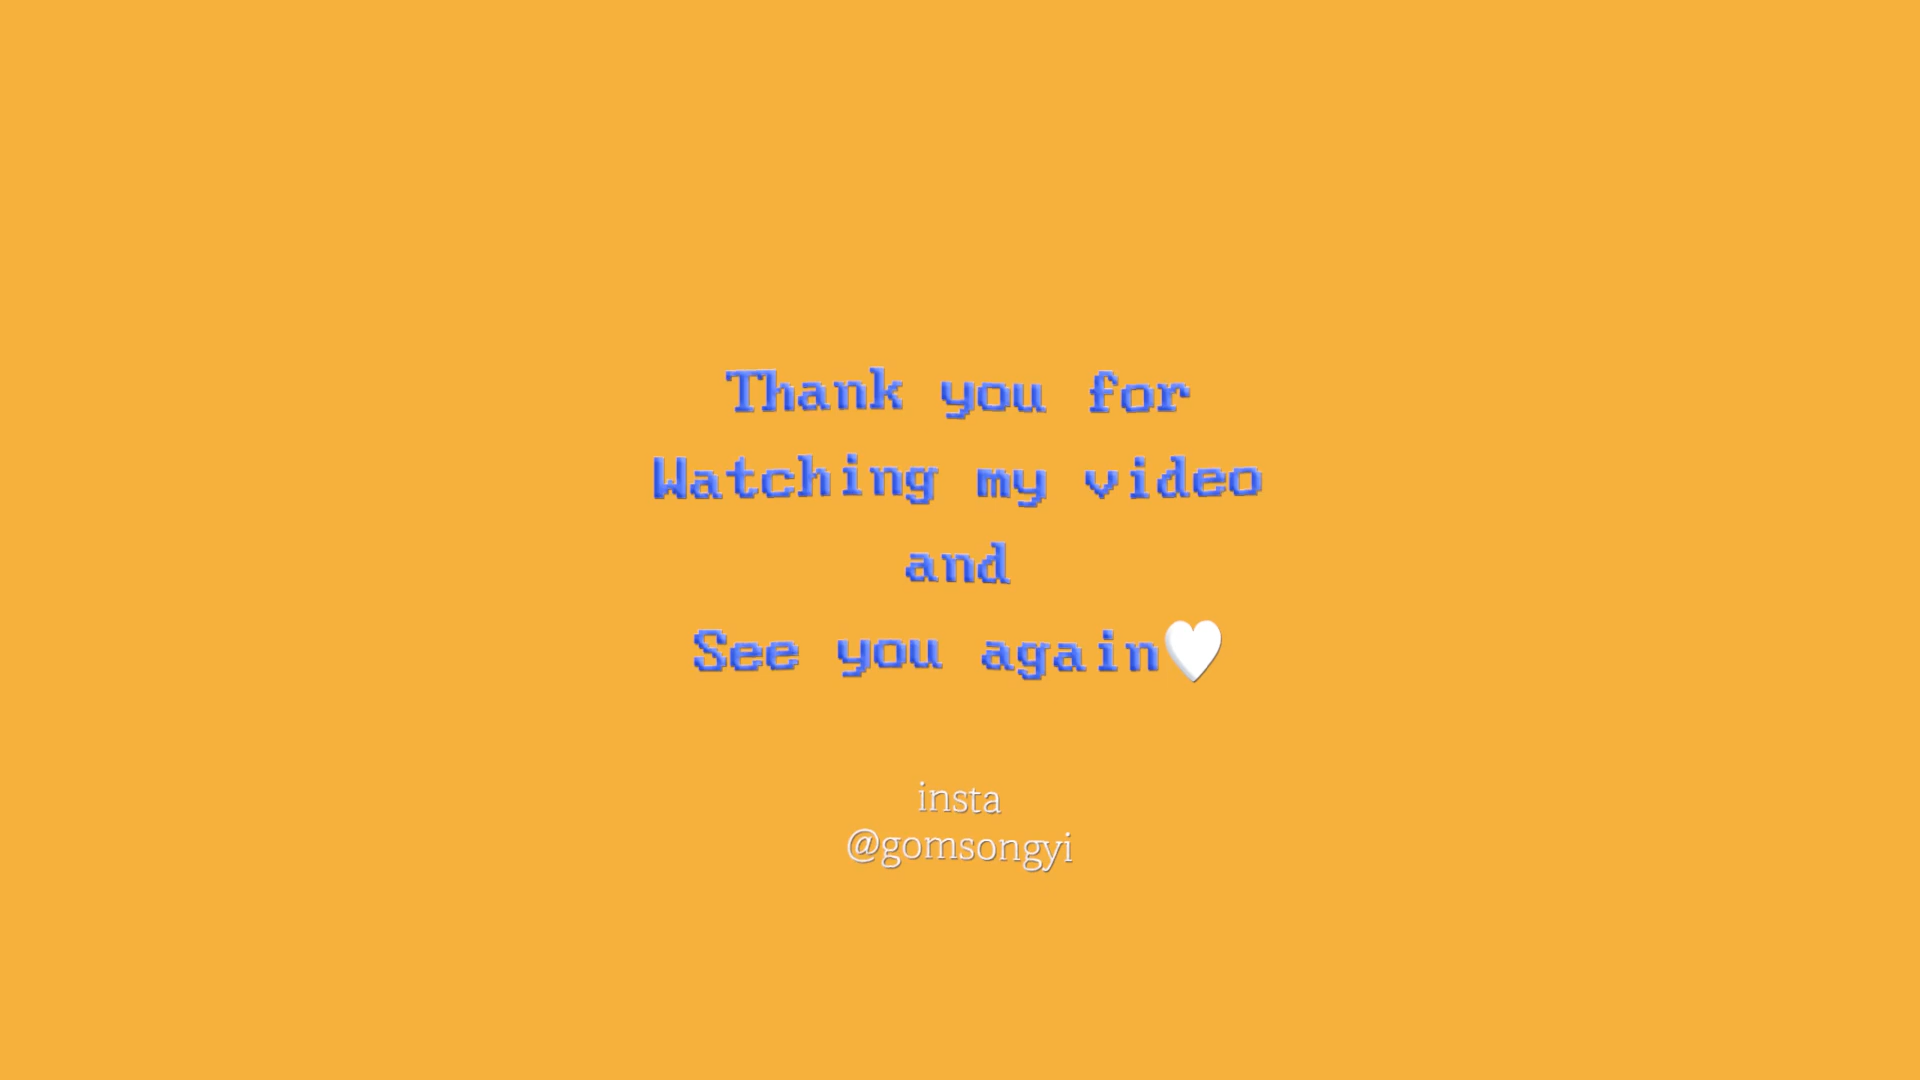 Thank you for
Watching my video
and
See you again🤍
insta
@gomsongyi